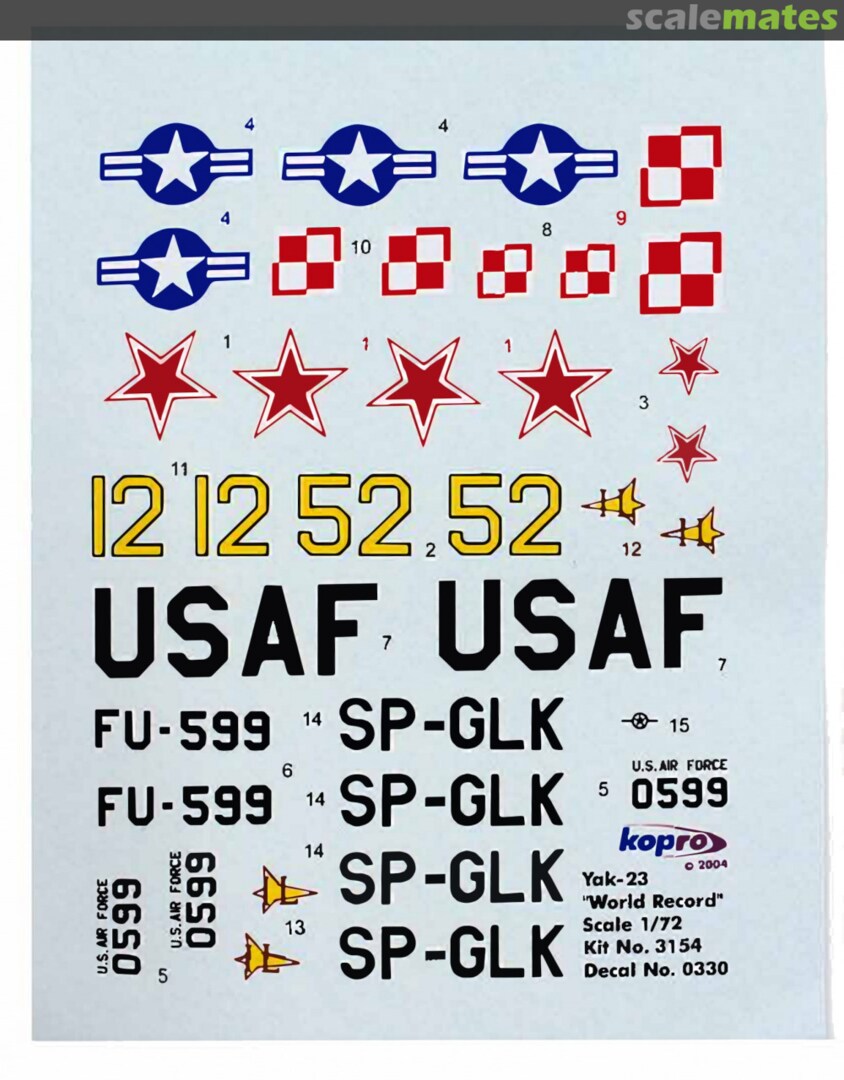 scalemates
4 4
4
10 8 9
1 1 1
3
11
12 12 52 52
2 12
USAF USAF
7 7
FU-599 14 SP-GLK 15
6
FU-599 14 SP-GLK
U.S. AIR FORCE
5 0599
kopro
© 2004
14
SP-GLK
U.S. AIR FORCE
0599
U.S. AIR FORCE
0599
5
L
L
13
SP-GLK
Yak-23
"World Record"
Scale 1/72
Kit No. 3154
Decal No. 0330